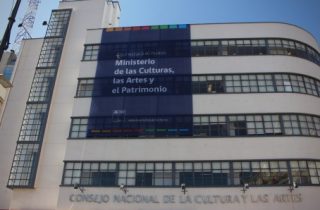 Ministerio
de las Culturas,
las Artes y
el Patrimonio
CONSEJO NACIONAL DE LA CULTURA Y LAS ARTES